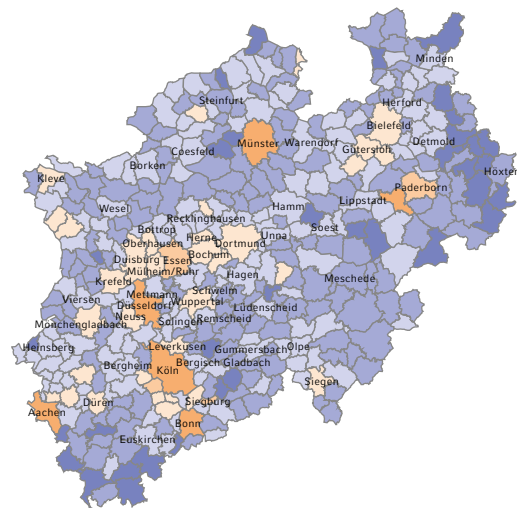 Minden
Steinfurt
Herford
Bielefeld
Münster
Warendorf
Coesfeld
Gütersloh
Detmold
Borken
Höxter
Kleve
Paderborn
Lippstadt
Wesel
Hamm
Recklinghausen
Soest
Bottrop
Unna
Herne
Oberhausen
Dortmund
Bochum
Duisburg
Essen
Mülheim/Ruhr
Hagen
Meschede
Krefeld
Schwelm
Mettmann
Viersen
Wuppertal
Düsseldorf
Lüdenscheid
Neuss
Remscheid
Solingen
Mönchengladbach
Leverkusen
Olpe
Heinsberg
Gummersbach
Bergisch Gladbach
Bergheim
Köln
Siegen
Düren
Siegburg
Aachen
Bonn
Euskirchen